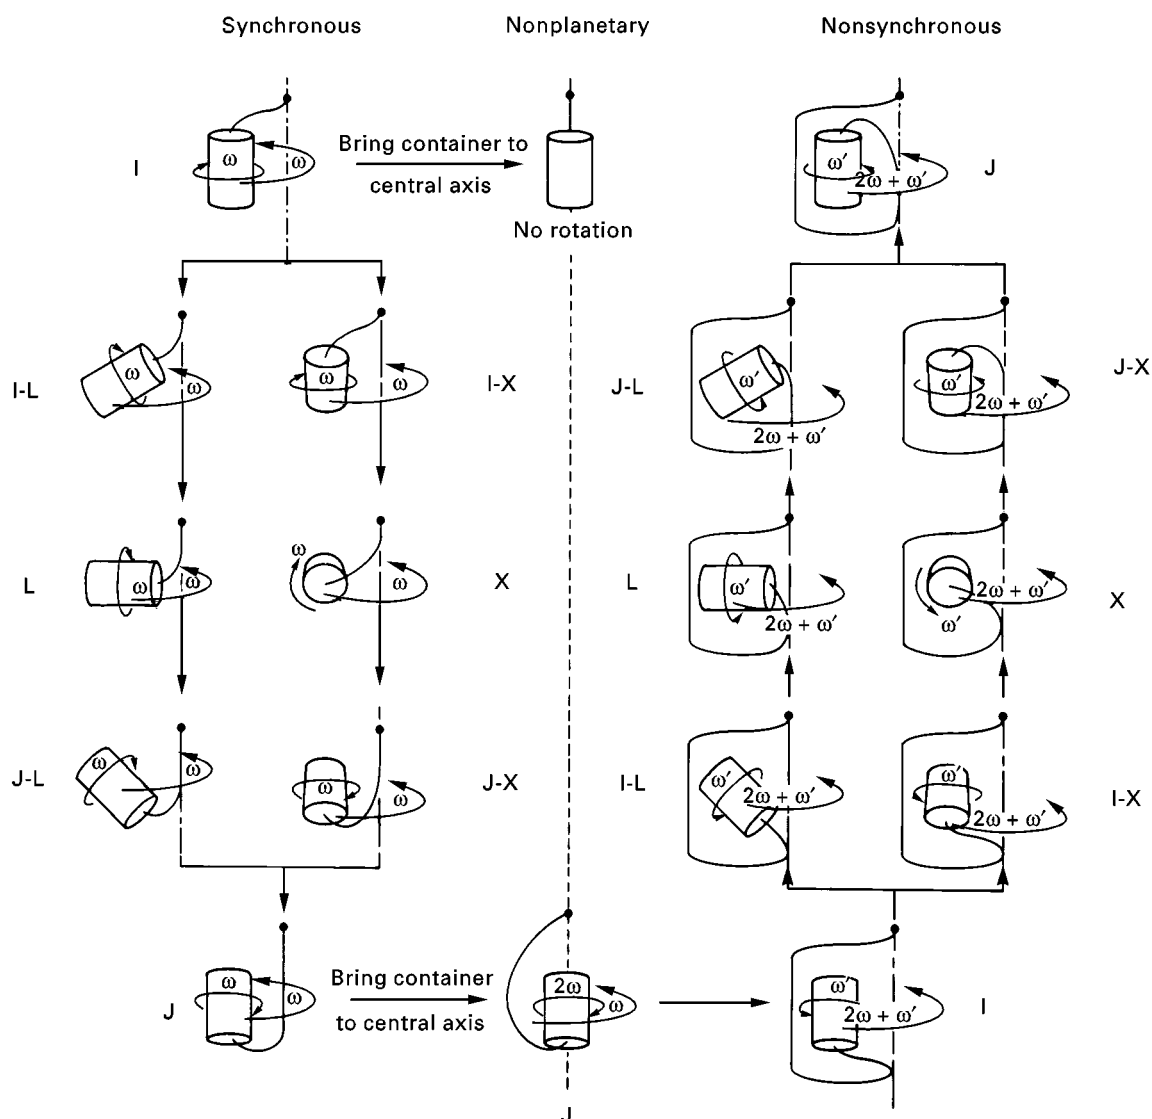 Synchronous Nonplanetary Nonsynchronous
I ω ω Bring container to central axis No rotation ω′ 2ω + ω′ J
I-L ω ω ω ω I-X J-L ω′ 2ω + ω′ ω′ 2ω + ω′ J-X
L ω ω ω ω X L ω′ 2ω + ω′ ω′ 2ω + ω′ X
J-L ω ω ω ω J-X I-L ω′ 2ω + ω′ ω′ 2ω + ω′ I-X
J ω ω Bring container to central axis 2ω ω ω′ 2ω + ω′ I